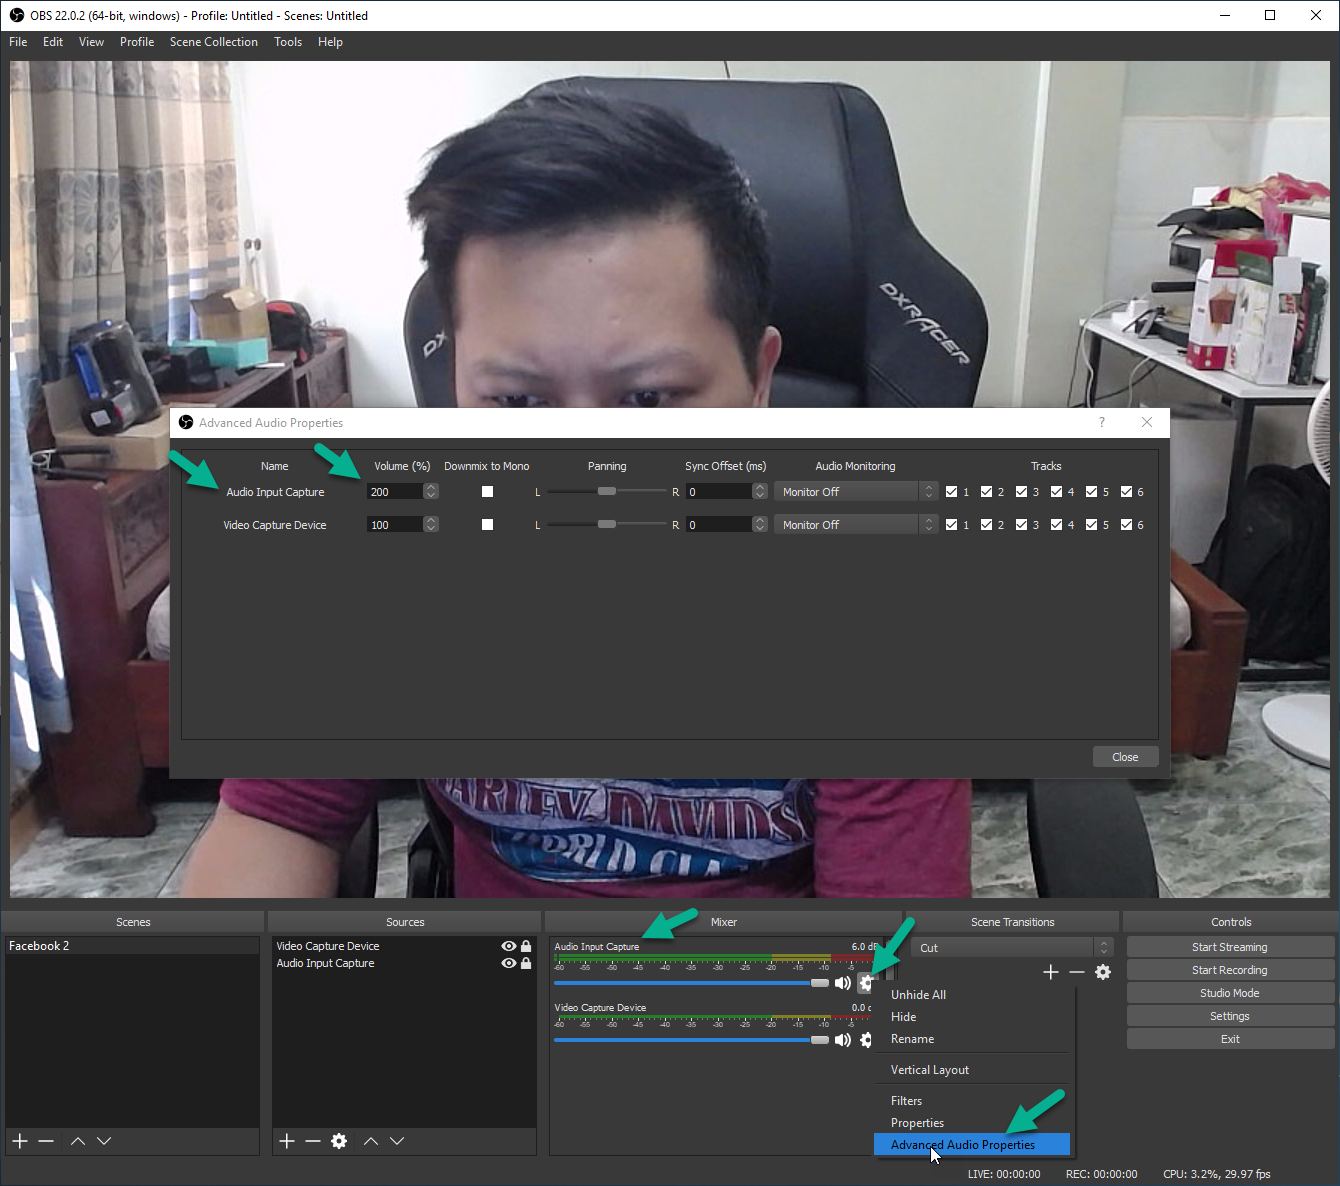 OBS 22.0.2 (64-bit, windows) - Profile: Untitled - Scenes: Untitled
File Edit View Profile Scene Collection Tools Help
DXRACER
DX
Advanced Audio Properties ?
Name Volume (%) Downmix to Mono Panning Sync Offset (ms) Audio Monitoring Tracks
Audio Input Capture 200 L R 0 Monitor Off 1 2 3 4 5 6
Video Capture Device 100 L R 0 Monitor Off 1 2 3 4 5 6
Close
HARLEY-DAVIDSON
WORLD CLA
Scenes Sources Mixer Scene Transitions Controls
Facebook 2
Video Capture Device
Audio Input Capture
Audio Input Capture 6.0 dB
-60 -55 -50 -45 -40 -35 -30 -25 -20 -15 -10 -5
Video Capture Device 0.0 d
-60 -55 -50 -45 -40 -35 -30 -25 -20 -15 -10 -5
Cut
Unhide All
Hide
Rename
Vertical Layout
Filters
Properties
Advanced Audio Properties
Start Streaming
Start Recording
Studio Mode
Settings
Exit
LIVE: 00:00:00 REC: 00:00:00 CPU: 3.2%, 29.97 fps